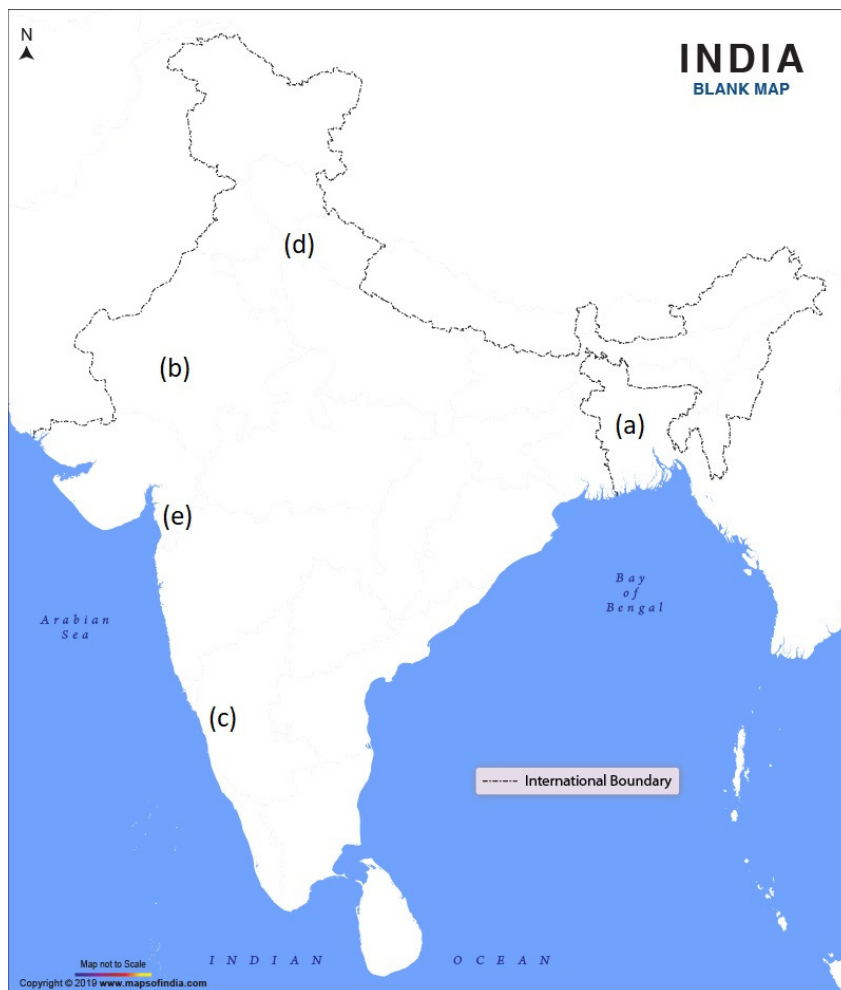 N
INDIA
BLANK MAP
(d)
(b)
(a)
(e)
Arabian
Sea
Bay
of
Bengal
(c)
International Boundary
INDIAN OCEAN
Map not to Scale
Copyright © 2019 www.mapsofindia.com